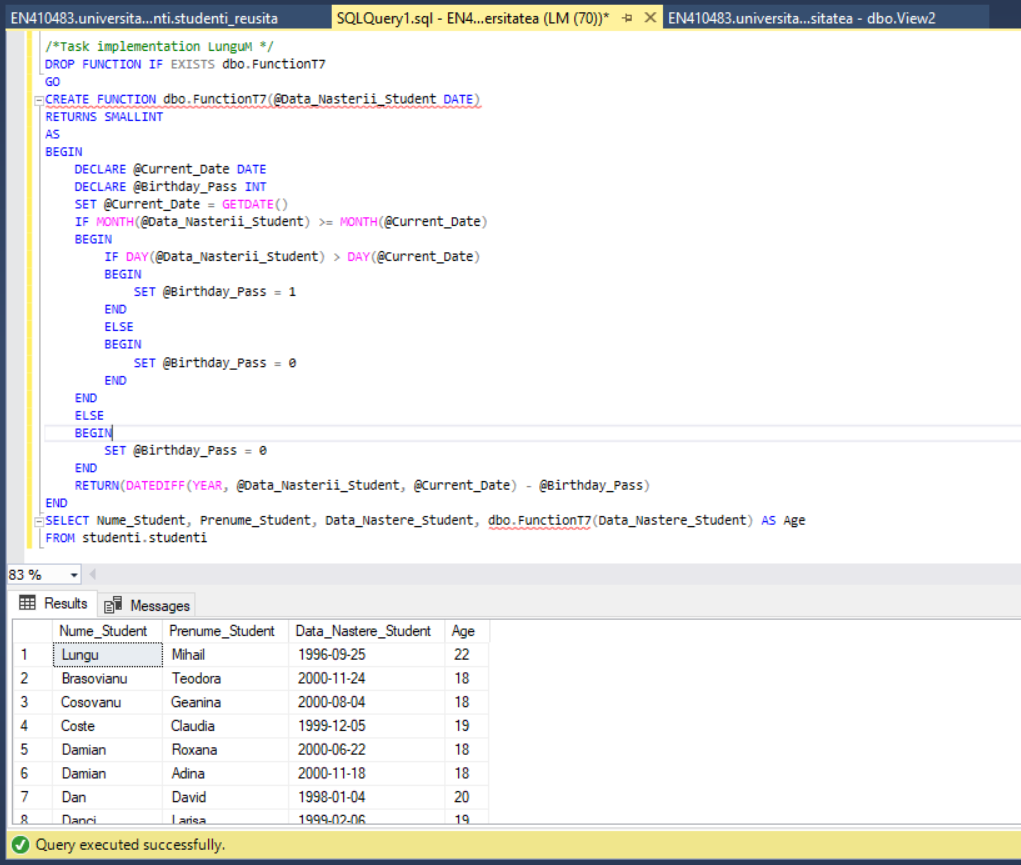 EN410483.universita...nti.studenti_reusita
SQLQuery1.sql - EN4...ersitatea (LM (70))*
EN410483.universita...sitatea - dbo.View2
/*Task implementation LunguM */
DROP FUNCTION IF EXISTS dbo.FunctionT7
GO
CREATE FUNCTION dbo.FunctionT7(@Data_Nasterii_Student DATE)
RETURNS SMALLINT
AS
BEGIN
DECLARE @Current_Date DATE
DECLARE @Birthday_Pass INT
SET @Current_Date = GETDATE()
IF MONTH(@Data_Nasterii_Student) >= MONTH(@Current_Date)
BEGIN
IF DAY(@Data_Nasterii_Student) > DAY(@Current_Date)
BEGIN
SET @Birthday_Pass = 1
END
ELSE
BEGIN
SET @Birthday_Pass = 0
END
END
ELSE
BEGIN
SET @Birthday_Pass = 0
END
RETURN(DATEDIFF(YEAR, @Data_Nasterii_Student, @Current_Date) - @Birthday_Pass)
END
SELECT Nume_Student, Prenume_Student, Data_Nastere_Student, dbo.FunctionT7(Data_Nastere_Student) AS Age
FROM studenti.studenti
83 %
Results Messages
Nume_Student Prenume_Student Data_Nastere_Student Age
1 Lungu Mihail 1996-09-25 22
2 Brasovianu Teodora 2000-11-24 18
3 Cosovanu Geanina 2000-08-04 18
4 Coste Claudia 1999-12-05 19
5 Damian Roxana 2000-06-22 18
6 Damian Adina 2000-11-18 18
7 Dan David 1998-01-04 20
8 Danci Larisa 1999-02-06 19
Query executed successfully.